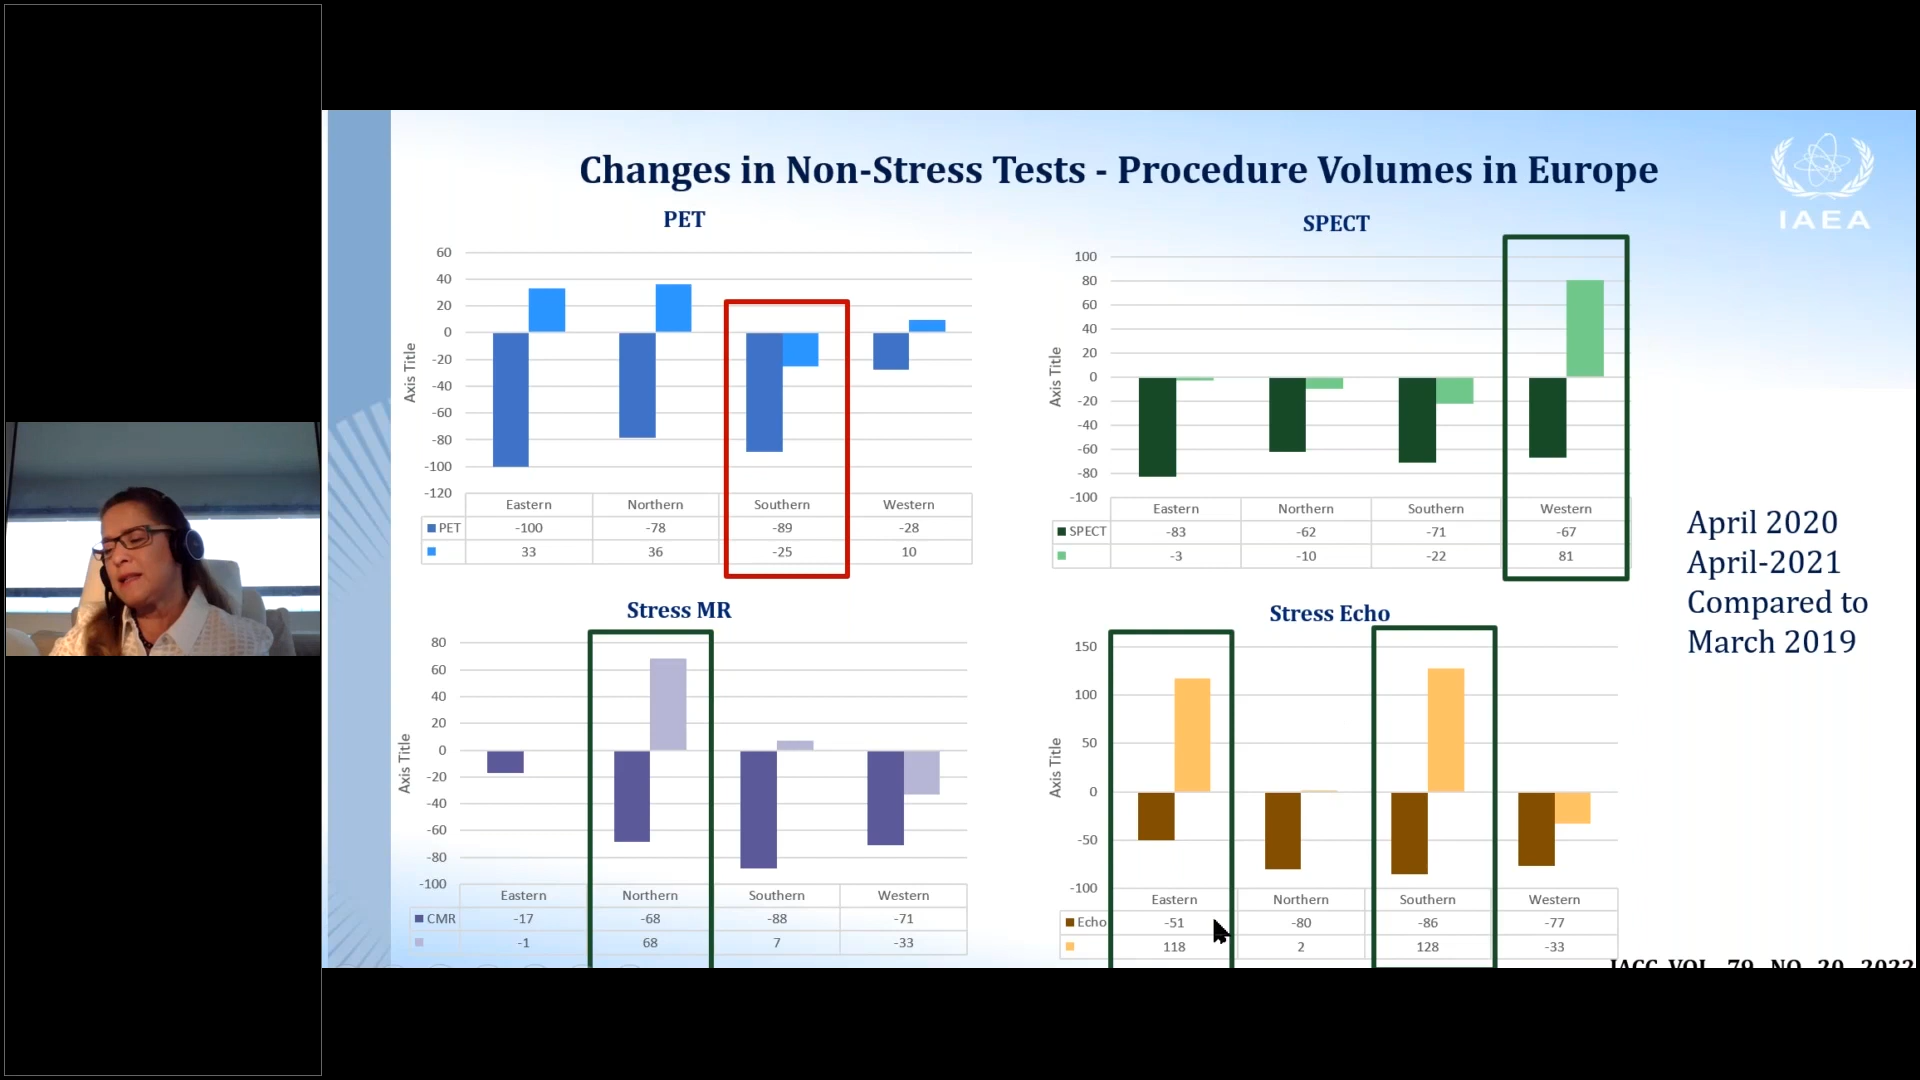 Changes in Non-Stress Tests - Procedure Volumes in Europe
IAEA
PET
60
40
20
0
-20
-40
-60
-80
-100
-120
Axis Title
Eastern Northern Southern Western
PET -100 -78 -89 -28
33 36 -25 10
SPECT
100
80
60
40
20
0
-20
-40
-60
-80
-100
Axis Title
Eastern Northern Southern Western
SPECT -83 -62 -71 -67
-3 -10 -22 81
Stress MR
80
60
40
20
0
-20
-40
-60
-80
-100
Axis Title
Eastern Northern Southern Western
CMR -17 -68 -88 -71
-1 68 7 -33
Stress Echo
150
100
50
0
-50
-100
Axis Title
Eastern Northern Southern Western
Echo -51 -80 -86 -77
118 2 128 -33
April 2020
April-2021
Compared to
March 2019
JACC VOL. 79, NO. 20, 2022